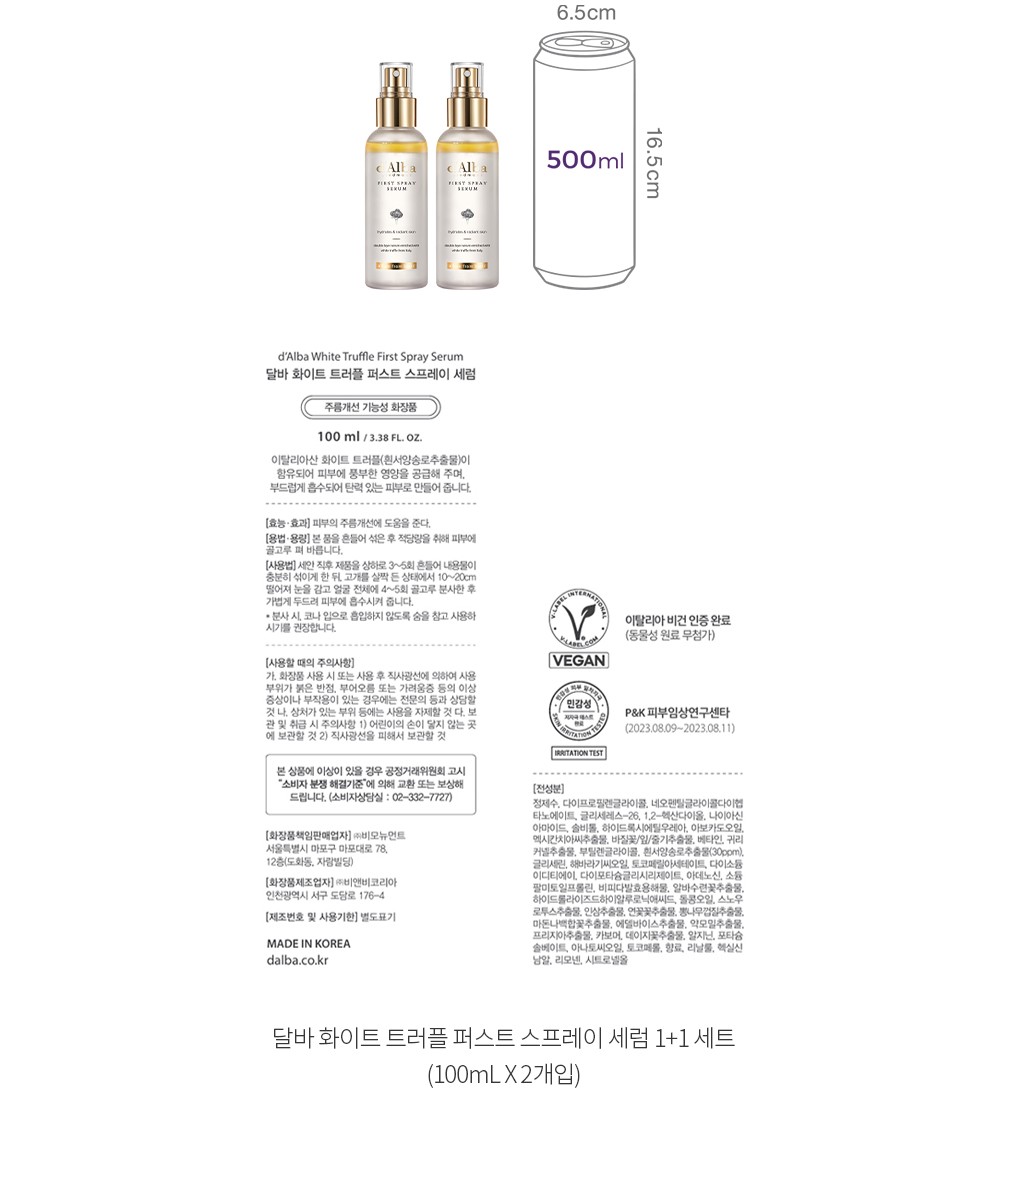 6.5cm
16.5cm
500ml
d'Alba
FIRST SPRAY
SERUM
d'Alba
FIRST SPRAY
SERUM
d'Alba White Truffle First Spray Serum
달바 화이트 트러플 퍼스트 스프레이 세럼
주름개선 기능성 화장품
100 ml / 3.38 FL. OZ.
이탈리아산 화이트 트러플(흰서양송로추출물)이
함유되어 피부에 풍부한 영양을 공급해 주며,
부드럽게 흡수되어 탄력 있는 피부로 만들어 줍니다.
[효능·효과] 피부의 주름개선에 도움을 준다.
[용법·용량] 본 품을 흔들어 섞은 후 적당량을 취해 피부에
골고루 펴 바릅니다.
[사용법] 세안 직후 제품을 상하로 3~5회 흔들어 내용물이
충분히 섞이게 한 뒤, 고개를 살짝 든 상태에서 10~20cm
떨어져 눈을 감고 얼굴 전체에 4~5회 골고루 분사한 후
가볍게 두드려 피부에 흡수시켜 줍니다.
* 분사 시, 코나 입으로 흡입하지 않도록 숨을 참고 사용하
시기를 권장합니다.
[사용할 때의 주의사항]
가. 화장품 사용 시 또는 사용 후 직사광선에 의하여 사용
부위가 붉은 반점, 부어오름 또는 가려움증 등의 이상
증상이나 부작용이 있는 경우에는 전문의 등과 상담할
것 나. 상처가 있는 부위 등에는 사용을 자제할 것 다. 보
관 및 취급 시 주의사항 1) 어린이의 손이 닿지 않는 곳
에 보관할 것 2) 직사광선을 피해서 보관할 것
본 상품에 이상이 있을 경우 공정거래위원회 고시
"소비자 분쟁 해결기준"에 의해 교환 또는 보상해
드립니다. (소비자상담실 : 02-332-7727)
[화장품책임판매업자] ㈜비모뉴먼트
서울특별시 마포구 마포대로 78,
12층(도화동, 자람빌딩)
[화장품제조업자] ㈜비앤비코리아
인천광역시 서구 도담로 176-4
[제조번호 및 사용기한] 별도표기
MADE IN KOREA
dalba.co.kr
V-LABEL INTERNATIONAL
V-LABEL.COM
VEGAN
이탈리아 비건 인증 완료
(동물성 원료 무첨가)
민감성 피부 일차자극
민감성
저자극 테스트
완료
SKIN IRRITATION TESTED
IRRITATION TEST
P&K 피부임상연구센타
(2023.08.09~2023.08.11)
[전성분]
정제수, 다이프로필렌글라이콜, 네오펜틸글라이콜다이헵
타노에이트, 글리세레스-26, 1,2-헥산다이올, 나이아신
아마이드, 솔비톨, 하이드록시에틸우레아, 아보카도오일,
멕시칸치아씨추출물, 바질꽃/잎/줄기추출물, 베타인, 귀리
커넬추출물, 부틸렌글라이콜, 흰서양송로추출물(30ppm),
글리세린, 해바라기씨오일, 토코페릴아세테이트, 다이소듐
이디티에이, 다이포타슘글리시리제이트, 아데노신, 소듐
팔미토일프롤린, 비피다발효용해물, 알바수련꽃추출물,
하이드롤라이즈드하이알루로닉애씨드, 돌콩오일, 스노우
로투스추출물, 인삼추출물, 연꽃꽃추출물, 뽕나무껍질추출물,
마돈나백합꽃추출물, 에델바이스추출물, 약모밀추출물,
프리지아추출물, 카보머, 데이지꽃추출물, 알지닌, 포타슘
솔베이트, 아나토씨오일, 토코페롤, 향료, 리날룰, 헥실신
남알, 리모넨, 시트로넬올
달바 화이트 트러플 퍼스트 스프레이 세럼 1+1 세트
(100mL X 2개입)